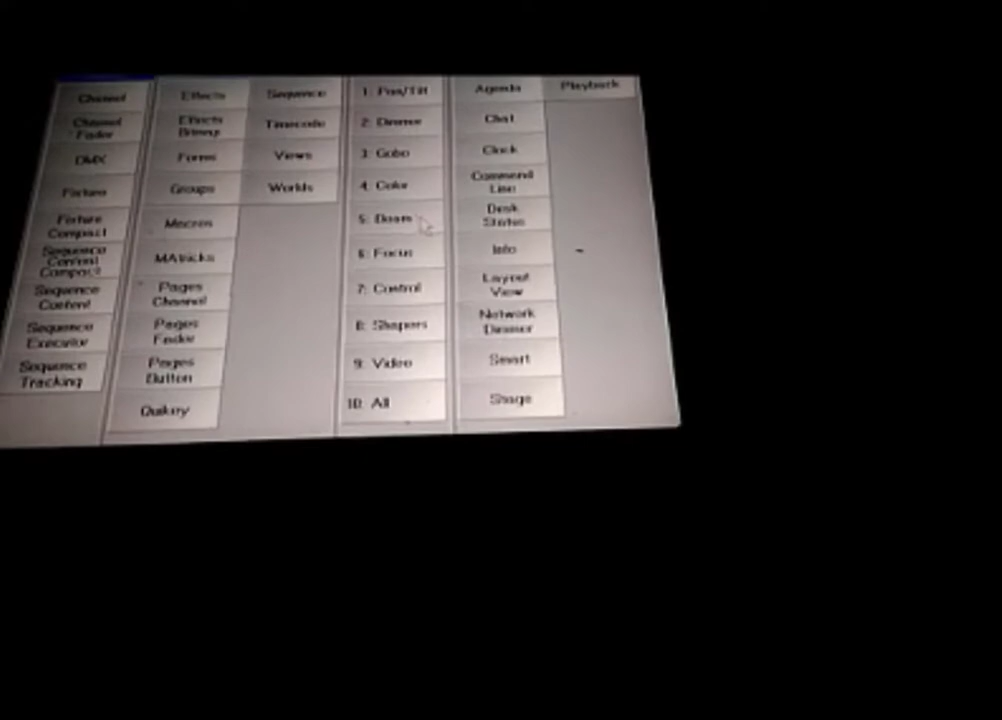 Channel
Channel
Fader
DMX
Fixture
Fixture
Compact
Sequence
Content
Compact
Sequence
Content
Sequence
Executor
Sequence
Tracking
Effects
Effects
Bitmap
Forms
Groups
Macros
MAtricks
Pages
Channel
Pages
Fader
Pages
Button
Quikey
Sequence
Timecode
Views
Worlds
1: Pan/Tilt
2: Dimmer
3: Gobo
4: Color
5: Beam
6: Focus
7: Control
8: Shapers
9: Video
10: All
Agenda
Chat
Clock
Command
Line
Desk
Status
Info
Layout
View
Network
Dimmer
Smart
Stage
Playback